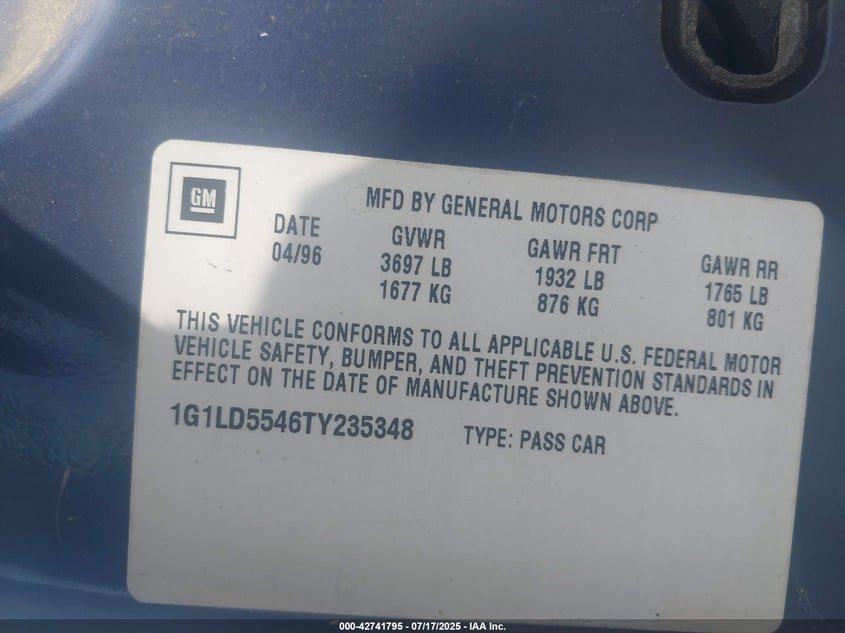 GM
MFD BY GENERAL MOTORS CORP
DATE GVWR GAWR FRT GAWR RR
04/96 3697 LB 1932 LB 1765 LB
1677 KG 876 KG 801 KG
THIS VEHICLE CONFORMS TO ALL APPLICABLE U.S. FEDERAL MOTOR
VEHICLE SAFETY, BUMPER, AND THEFT PREVENTION STANDARDS IN
EFFECT ON THE DATE OF MANUFACTURE SHOWN ABOVE.
1G1LD5546TY235348 TYPE: PASS CAR
000-42741795 - 07/17/2025 - IAA Inc.